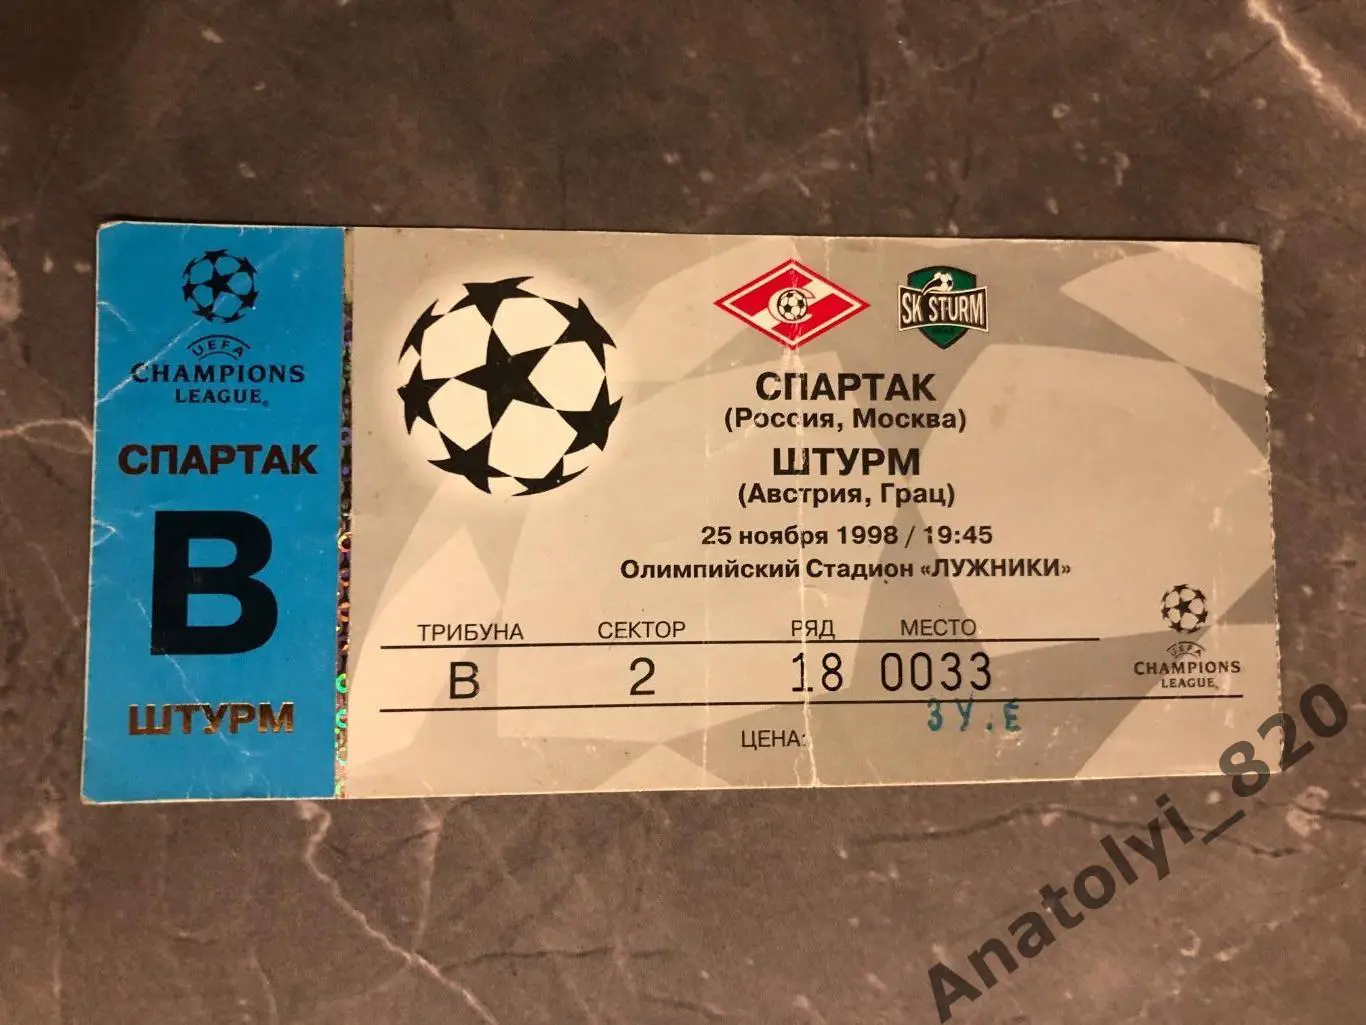 UEFA
CHAMPIONS
LEAGUE®
СПАРТАК
В
ШТУРМ
SK STURM
СПАРТАК
(Россия, Москва)
ШТУРМ
(Австрия, Грац)
25 ноября 1998 / 19:45
Олимпийский Стадион «ЛУЖНИКИ»
ТРИБУНА СЕКТОР РЯД МЕСТО
В 2 18 0033
3 У.Е
ЦЕНА:
UEFA
CHAMPIONS
LEAGUE®
Anatolyi_820